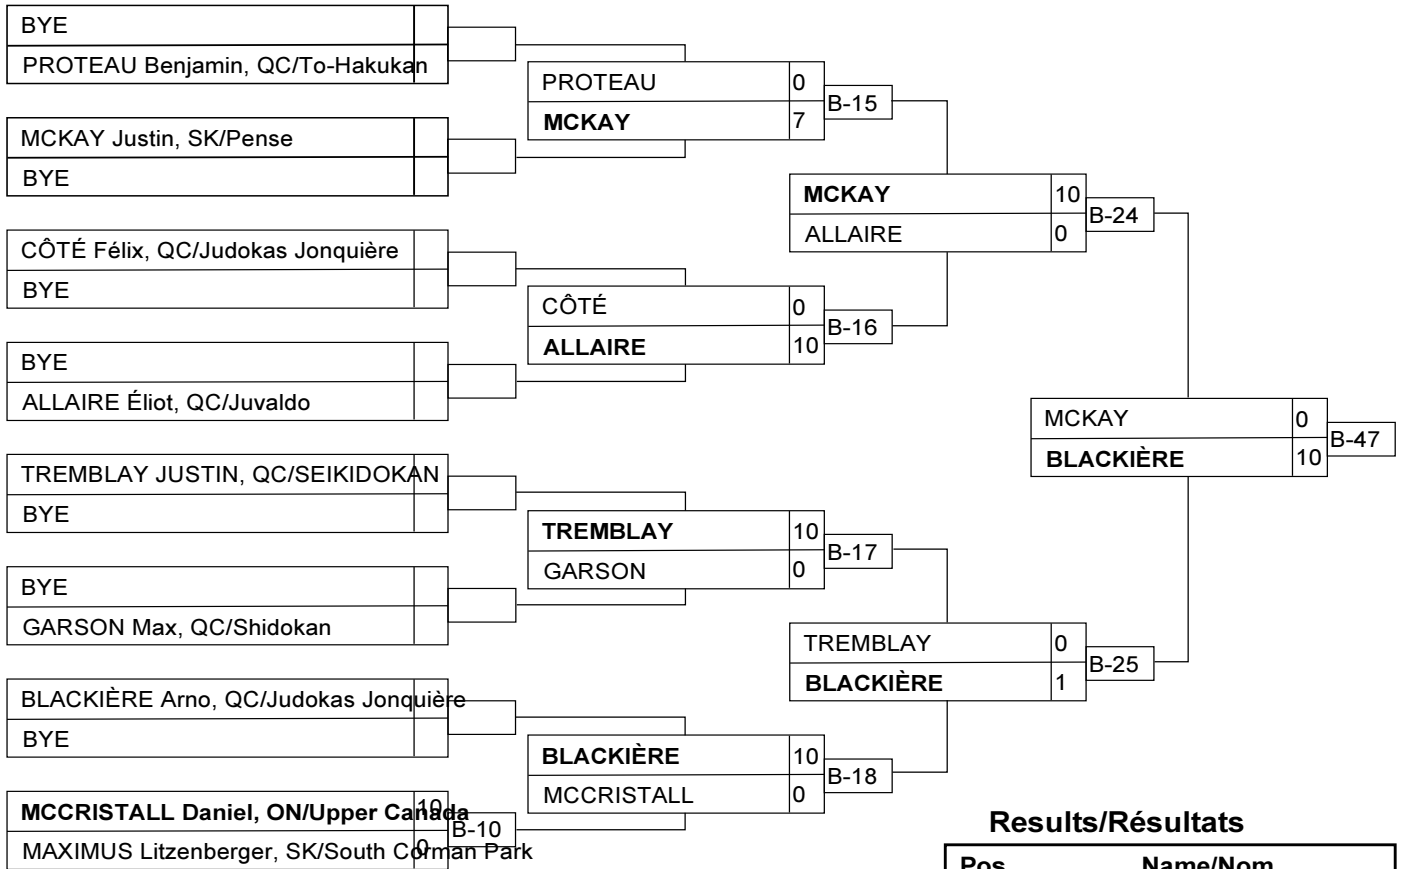 BYE
PROTEAU Benjamin, QC/To-Hakukan
MCKAY Justin, SK/Pense
BYE
CÔTÉ Félix, QC/Judokas Jonquière
BYE
BYE
ALLAIRE Éliot, QC/Juvaldo
TREMBLAY JUSTIN, QC/SEIKIDOKAN
BYE
BYE
GARSON Max, QC/Shidokan
BLACKIÈRE Arno, QC/Judokas Jonquière
BYE
MCCRISTALL Daniel, ON/Upper Canada 10
MAXIMUS Litzenberger, SK/South Corman Park 0
B-10
PROTEAU 0
MCKAY 7
B-15
CÔTÉ 0
ALLAIRE 10
B-16
TREMBLAY 10
GARSON 0
B-17
BLACKIÈRE 10
MCCRISTALL 0
B-18
MCKAY 10
ALLAIRE 0
B-24
TREMBLAY 0
BLACKIÈRE 1
B-25
MCKAY 0
BLACKIÈRE 10
B-47
Results/Résultats
Pos Name/Nom